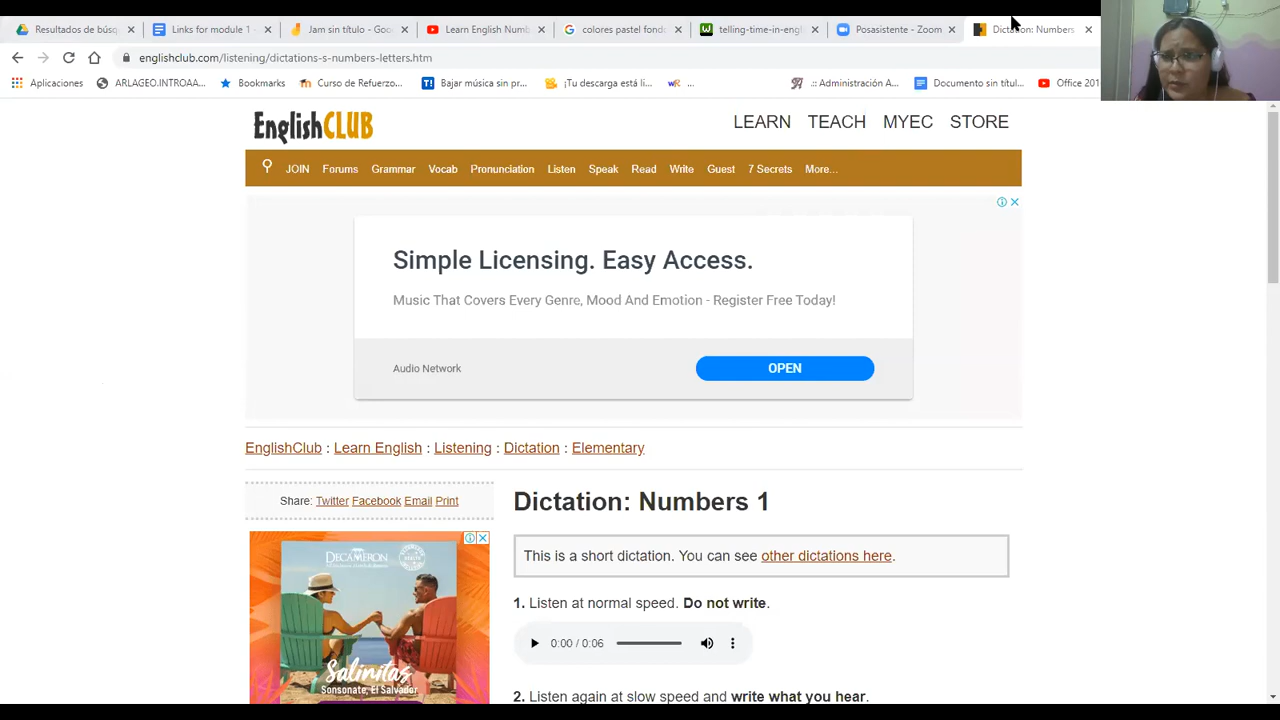 Resultados de búsq
Links for module 1 -
Jam sin título - Goo
Learn English Numb
colores pastel fondo
telling-time-in-engl
Posasistente - Zoom
Dictation: Numbers
englishclub.com/listening/dictations-s-numbers-letters.htm
Aplicaciones
ARLAGEO.INTROAA...
Bookmarks
Curso de Refuerzo...
Bajar música sin pr...
¡Tu descarga está li...
...
.:: Administración A...
Documento sin títul...
Office 201
EnglishCLUB
LEARN TEACH MYEC STORE
JOIN Forums Grammar Vocab Pronunciation Listen Speak Read Write Guest 7 Secrets More...
Simple Licensing. Easy Access.
Music That Covers Every Genre, Mood And Emotion - Register Free Today!
Audio Network
OPEN
EnglishClub : Learn English : Listening : Dictation : Elementary
Share: Twitter Facebook Email Print
Dictation: Numbers 1
This is a short dictation. You can see other dictations here.
1. Listen at normal speed. Do not write.
0:00 / 0:06
2. Listen again at slow speed and write what you hear.
DECAMERON
Salinitas
Sonsonate, El Salvador